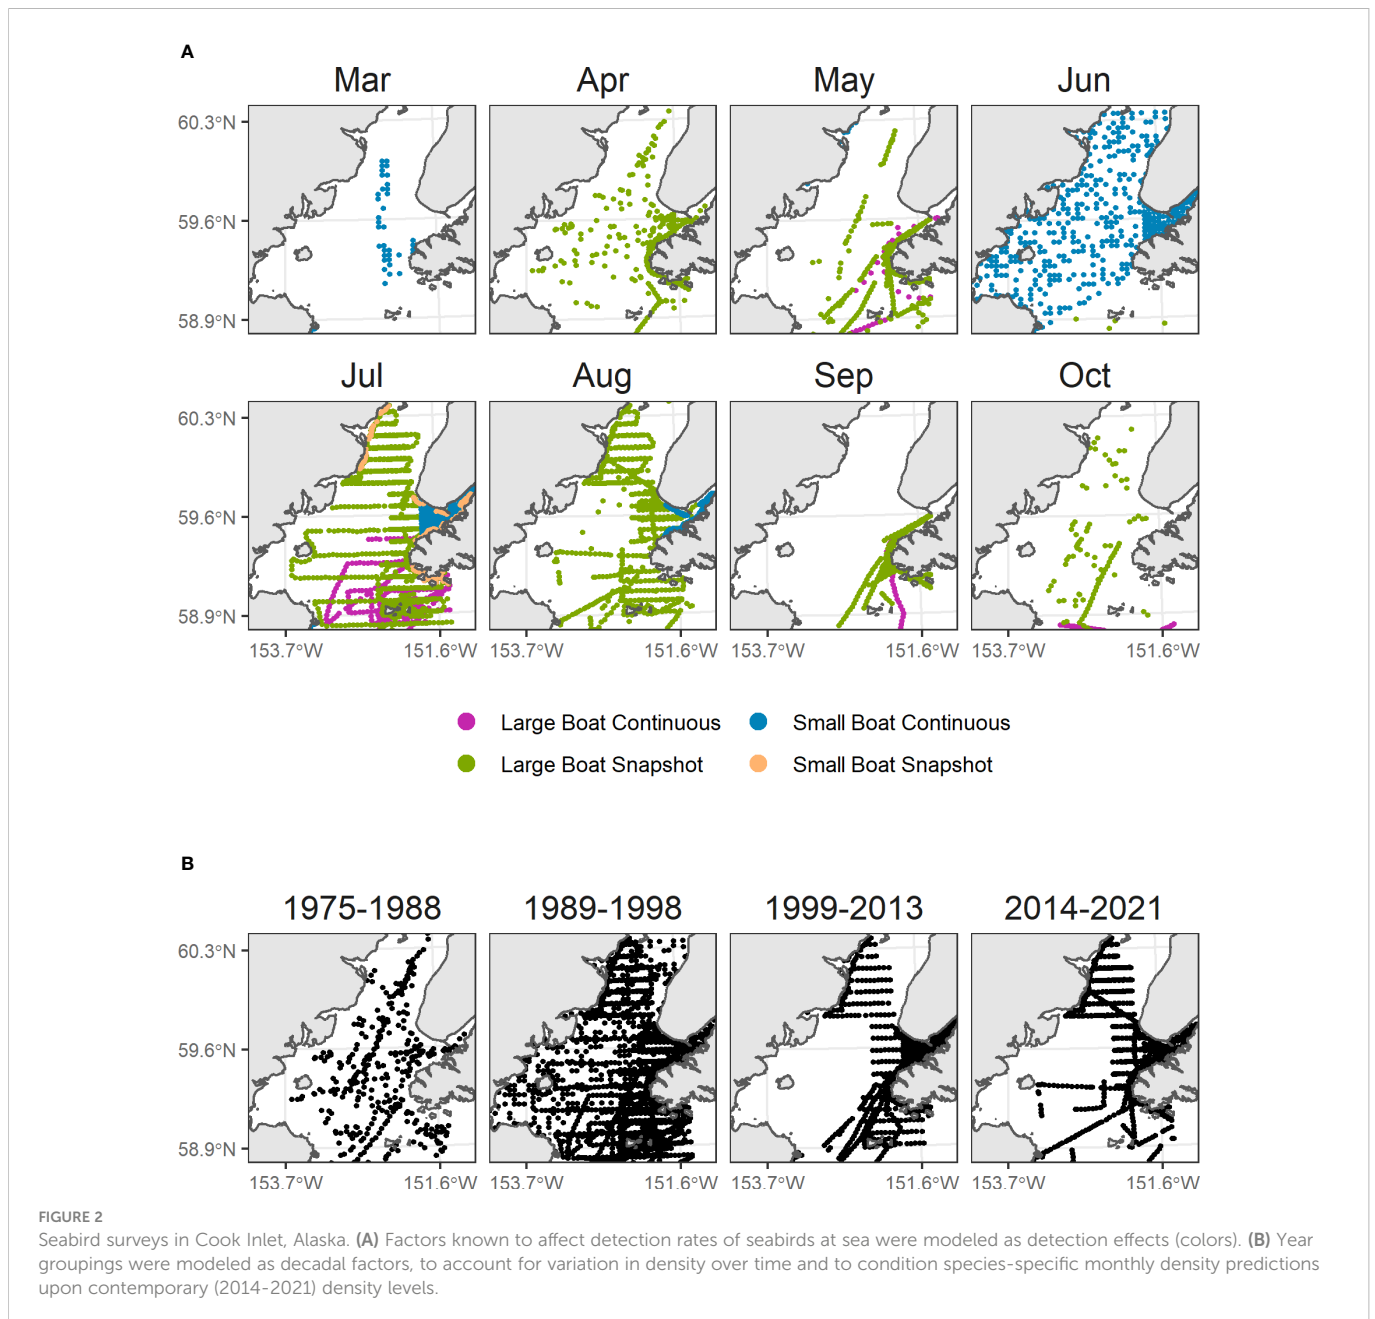 A
Mar Apr May Jun
60.3°N
59.6°N
58.9°N
Jul Aug Sep Oct
60.3°N
59.6°N
58.9°N
153.7°W 151.6°W 153.7°W 151.6°W 153.7°W 151.6°W 153.7°W 151.6°W
Large Boat Continuous Small Boat Continuous
Large Boat Snapshot Small Boat Snapshot
B
1975-1988 1989-1998 1999-2013 2014-2021
60.3°N
59.6°N
58.9°N
153.7°W 151.6°W 153.7°W 151.6°W 153.7°W 151.6°W 153.7°W 151.6°W
FIGURE 2
Seabird surveys in Cook Inlet, Alaska. (A) Factors known to affect detection rates of seabirds at sea were modeled as detection effects (colors). (B) Year
groupings were modeled as decadal factors, to account for variation in density over time and to condition species-specific monthly density predictions
upon contemporary (2014-2021) density levels.